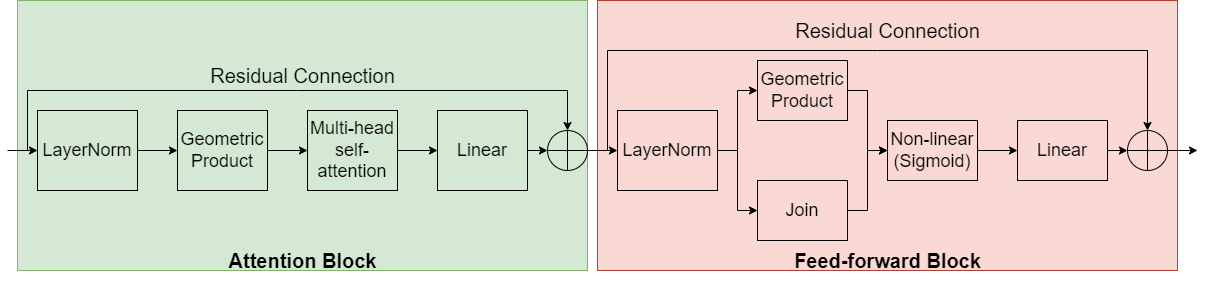 Residual Connection
LayerNorm
Geometric
Product
Multi-head
self-
attention
Linear
Attention Block
Residual Connection
LayerNorm
Geometric
Product
Join
Non-linear
(Sigmoid)
Linear
Feed-forward Block